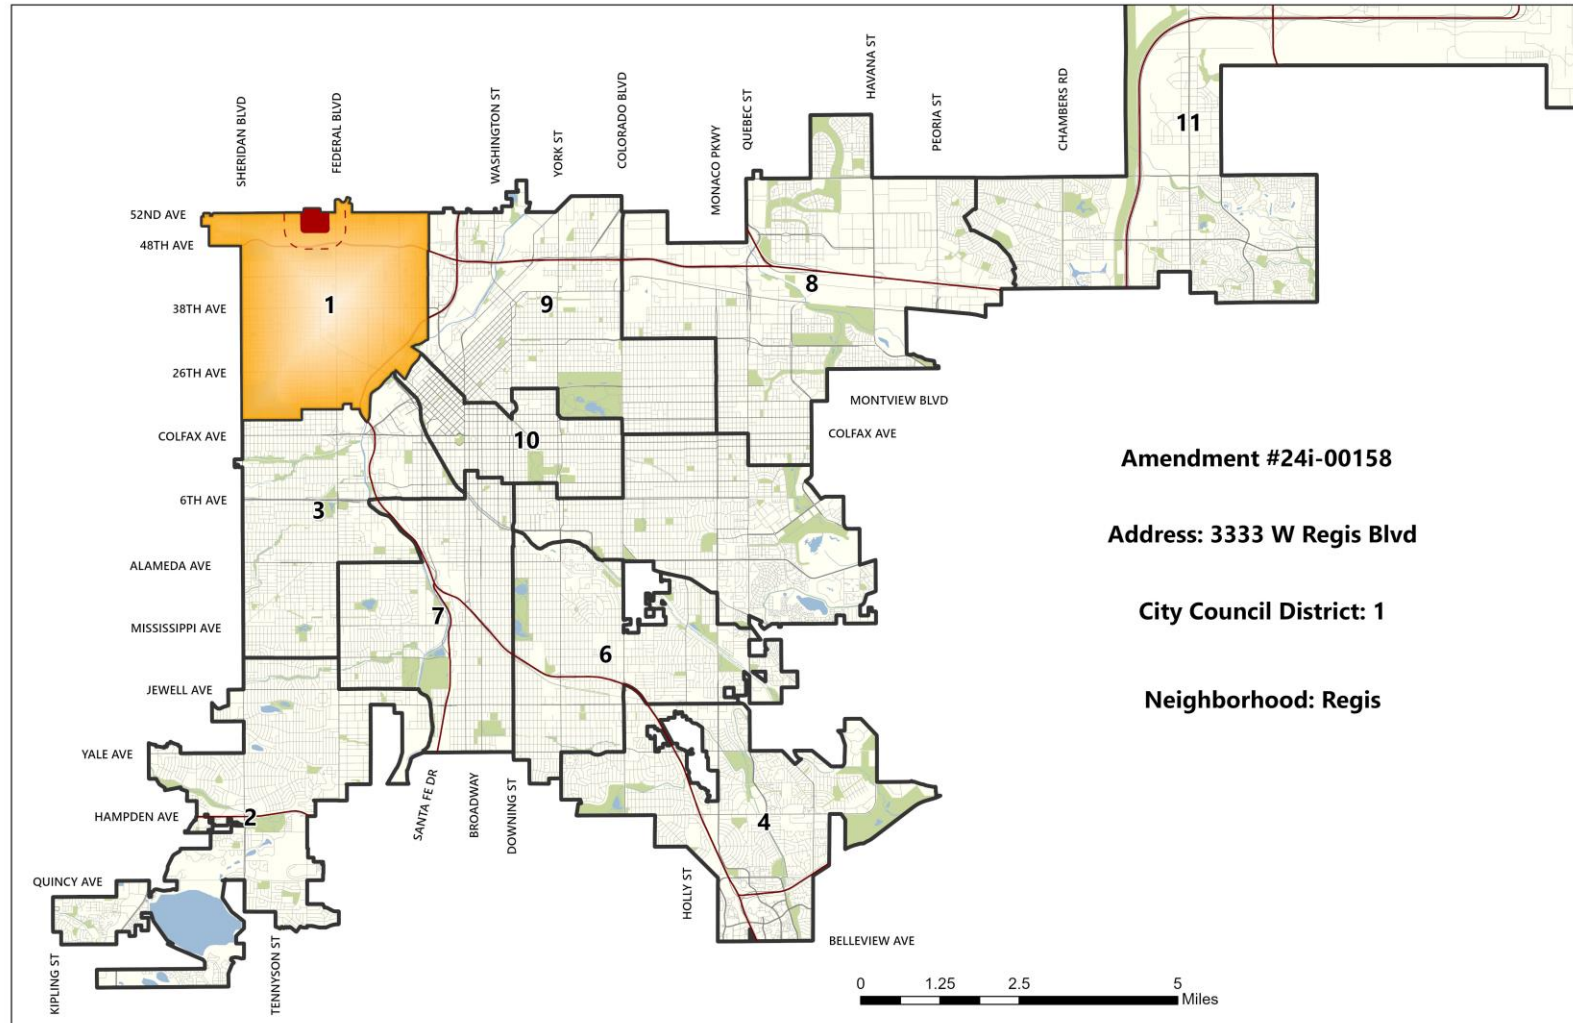 SHERIDAN BLVD
FEDERAL BLVD
WASHINGTON ST
YORK ST
COLORADO BLVD
MONACO PKWY
QUEBEC ST
HAVANA ST
PEORIA ST
CHAMBERS RD
11
52ND AVE
48TH AVE
8
1
9
38TH AVE
26TH AVE
MONTVIEW BLVD
COLFAX AVE
COLFAX AVE
10
Amendment #24i-00158
6TH AVE
3
Address: 3333 W Regis Blvd
ALAMEDA AVE
7
City Council District: 1
MISSISSIPPI AVE
6
JEWELL AVE
Neighborhood: Regis
YALE AVE
SANTA FE DR
BROADWAY
DOWNING ST
HAMPDEN AVE
2
4
QUINCY AVE
HOLLY ST
BELLEVIEW AVE
KIPLING ST
TENNYSON ST
0 1.25 2.5 5
Miles